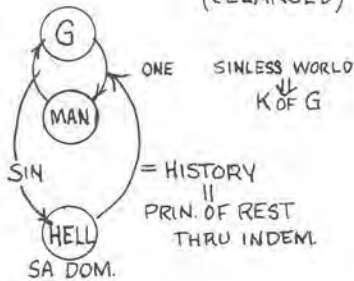 (CLEANSED)
G
ONE SINLESS WORLD
⇓
MAN K OF G
SIN = HISTORY
||
PRIN. OF REST
HELL THRU INDEM.
SA DOM.